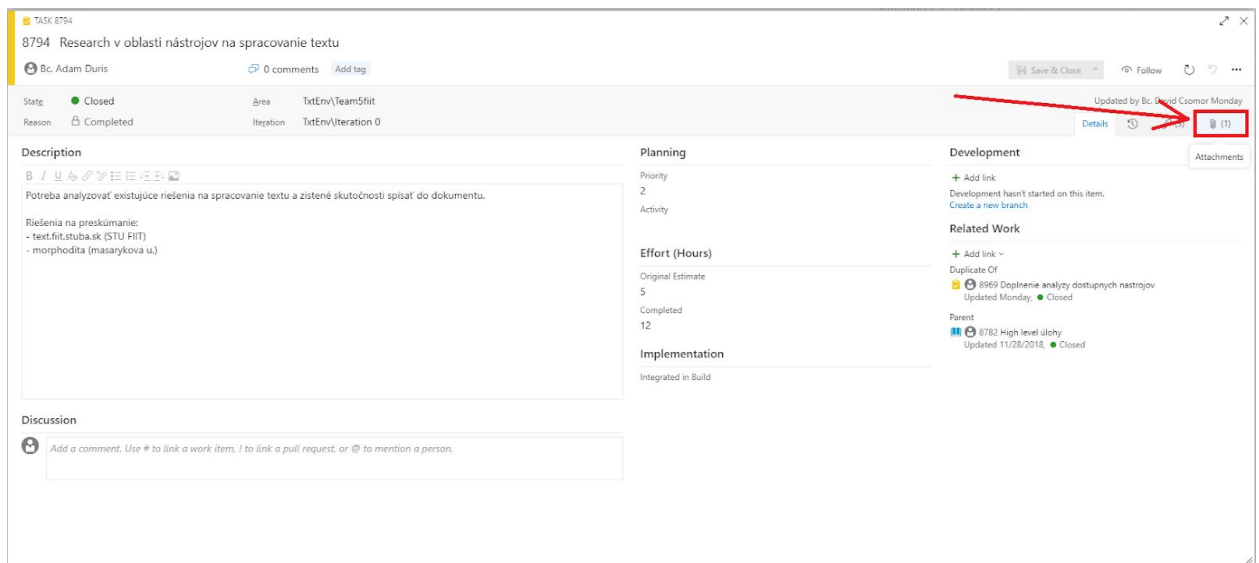 TASK 8794
8794 Research v oblasti nástrojov na spracovanie textu
Bc. Adam Duris
0 comments
Add tag
Save & Close
Follow
State
Closed
Area
TxtEnv\Team5fiit
Updated by Bc. David Csomor Monday
Reason
Completed
Iteration
TxtEnv\Iteration 0
Details
(1)
Attachments
Description
B I U
Potreba analyzovať existujúce riešenia na spracovanie textu a zistené skutočnosti spísať do dokumentu.
Riešenia na preskúmanie:
- text.fiit.stuba.sk (STU FIIT)
- morphodita (masarykova u.)
Discussion
Add a comment. Use # to link a work item, ! to link a pull request, or @ to mention a person.
Planning
Priority
2
Activity
Effort (Hours)
Original Estimate
5
Completed
12
Implementation
Integrated in Build
Development
+ Add link
Development hasn't started on this item.
Create a new branch
Related Work
+ Add link
Duplicate Of
8969 Doplnenie analyzy dostupnych nastrojov
Updated Monday, Closed
Parent
8782 High level úlohy
Updated 11/28/2018, Closed